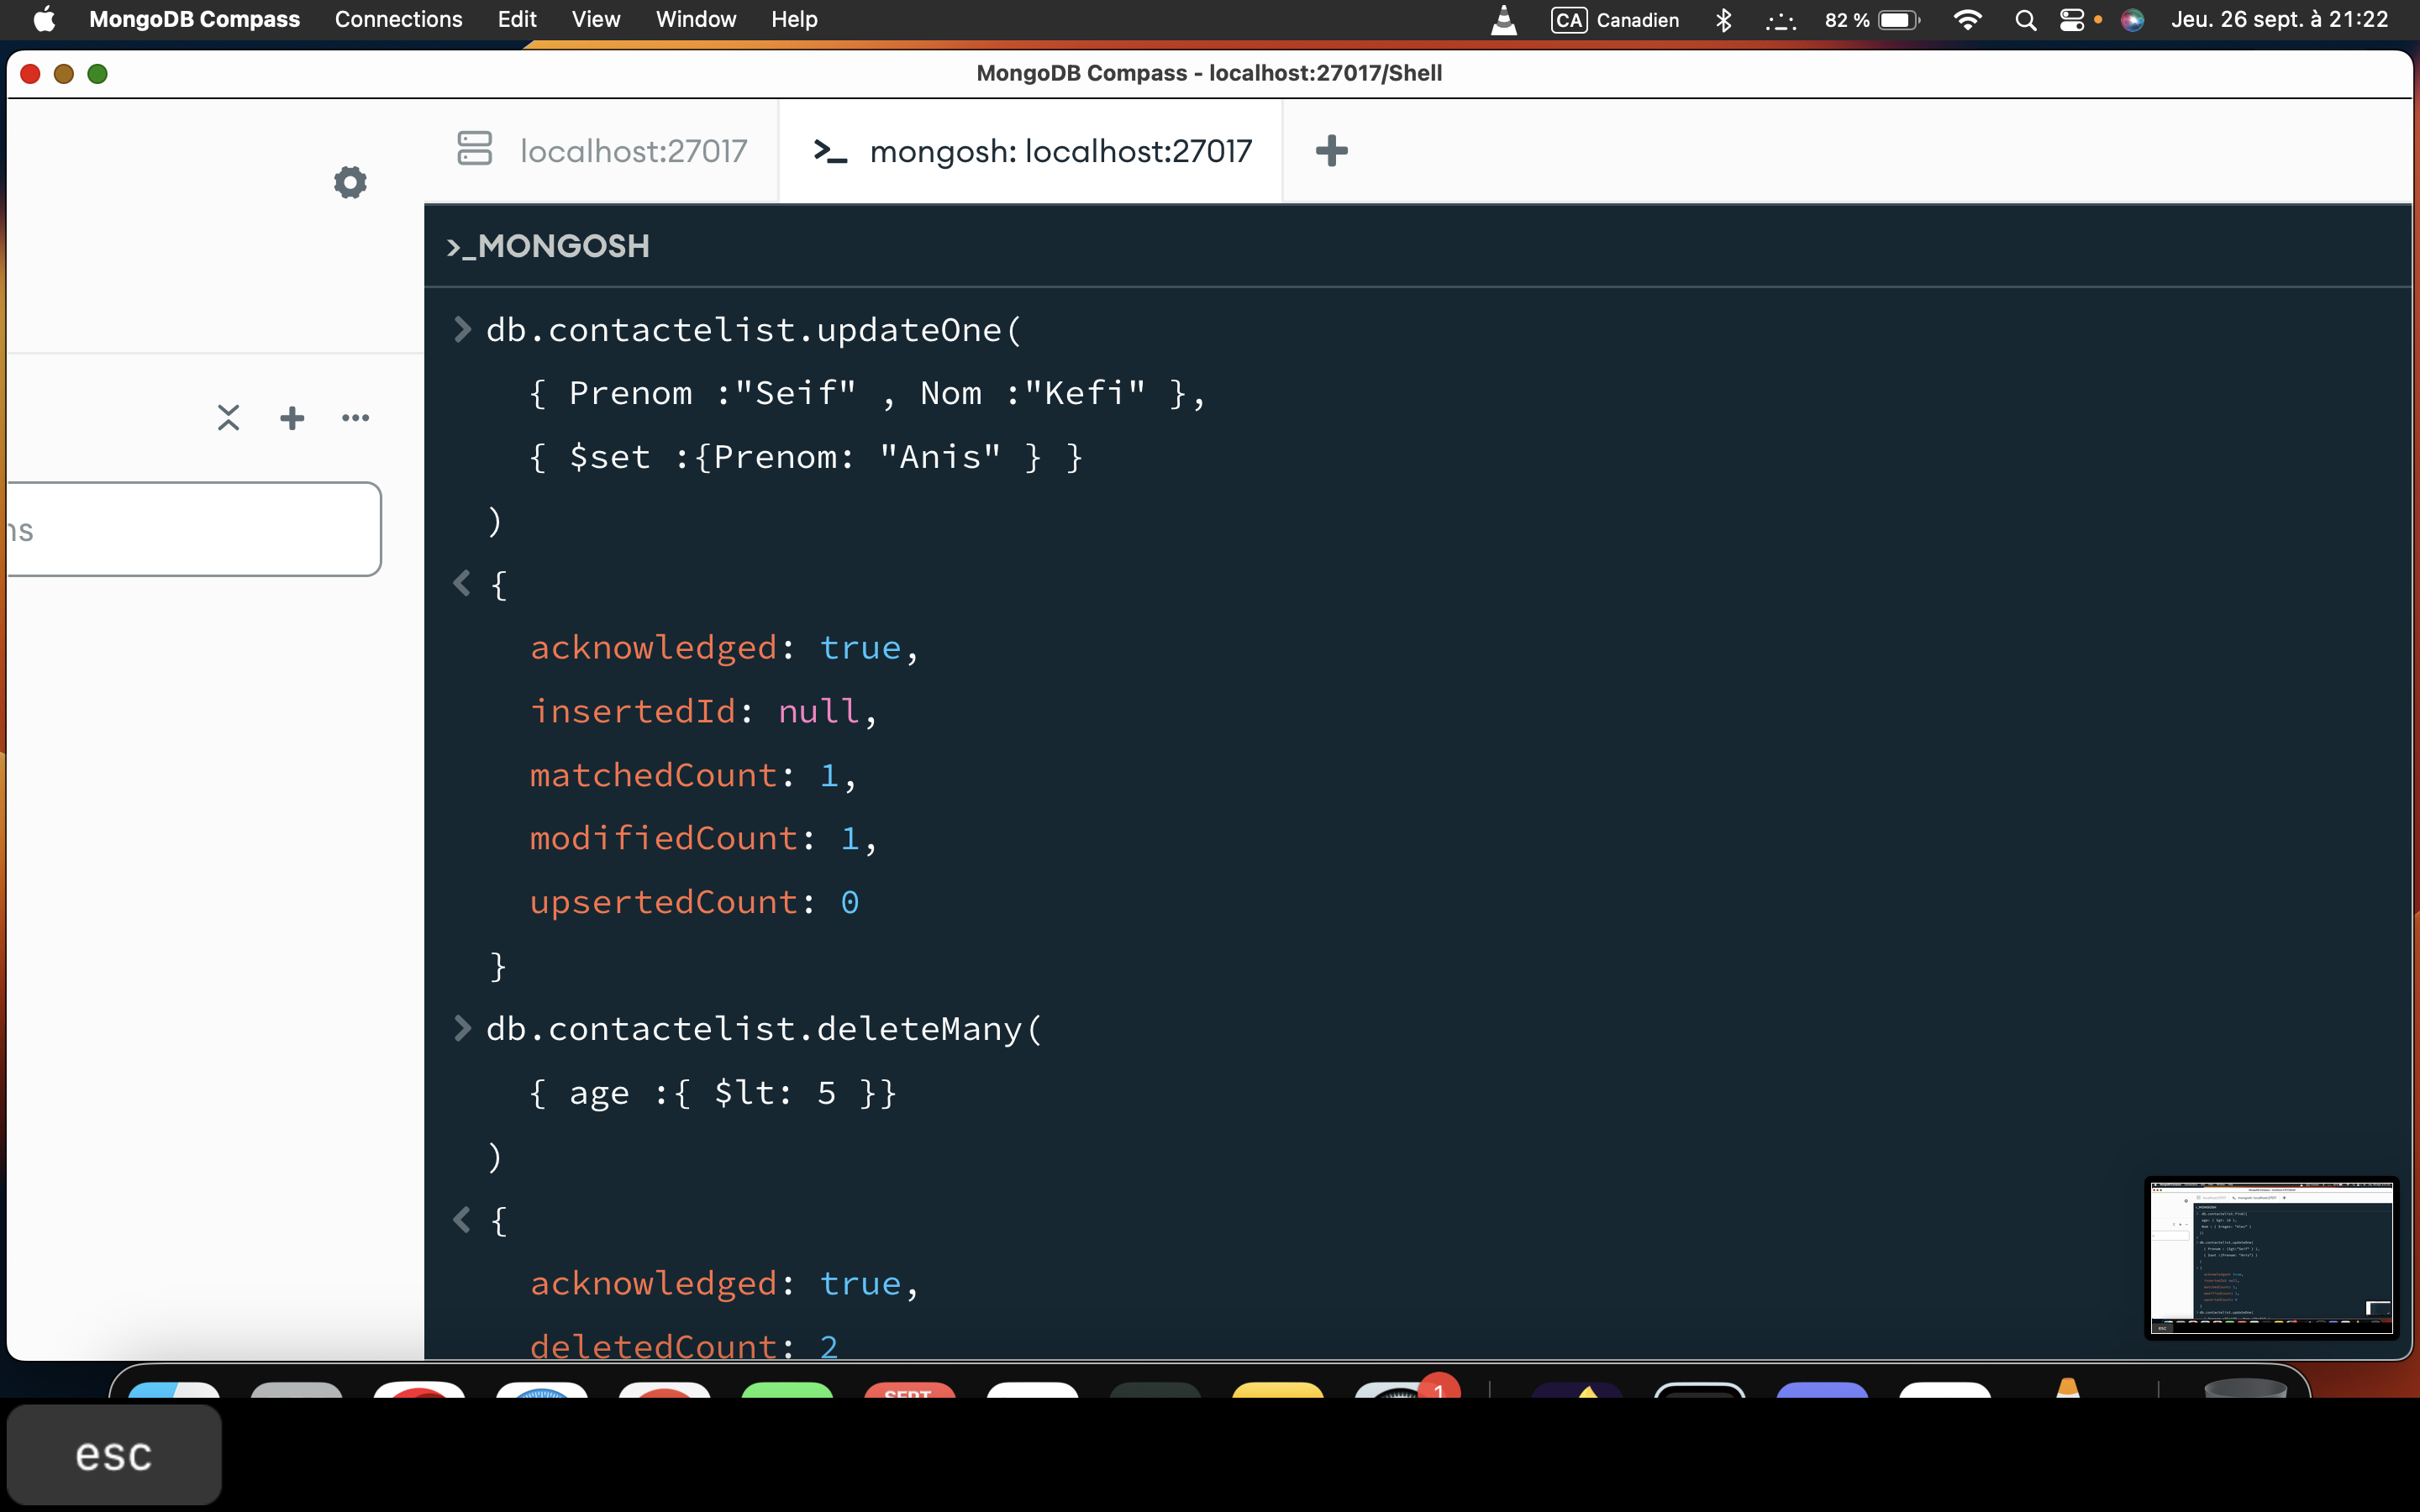 MongoDB Compass Connections Edit View Window Help CA Canadien 82 % Jeu. 26 sept. à 21:22
MongoDB Compass - localhost:27017/Shell
localhost:27017 >_ mongosh: localhost:27017
>_MONGOSH
> db.contactelist.updateOne(
{ Prenom :"Seif" , Nom :"Kefi" },
{ $set :{Prenom: "Anis" } }
)
ns
< {
acknowledged: true,
insertedId: null,
matchedCount: 1,
modifiedCount: 1,
upsertedCount: 0
}
> db.contactelist.deleteMany(
{ age :{ $lt: 5 }}
)
< {
acknowledged: true,
deletedCount: 2
SEPT
1
esc